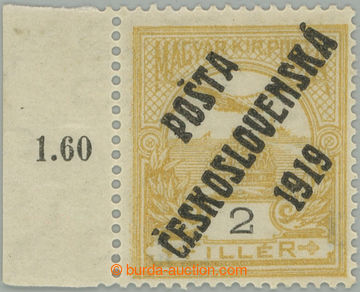 MAGYAR KIR. POSTA
POŠTA
ČESKOSLOVENSKÁ
1919
1.60
2
FILLÉR
burda-auction.com